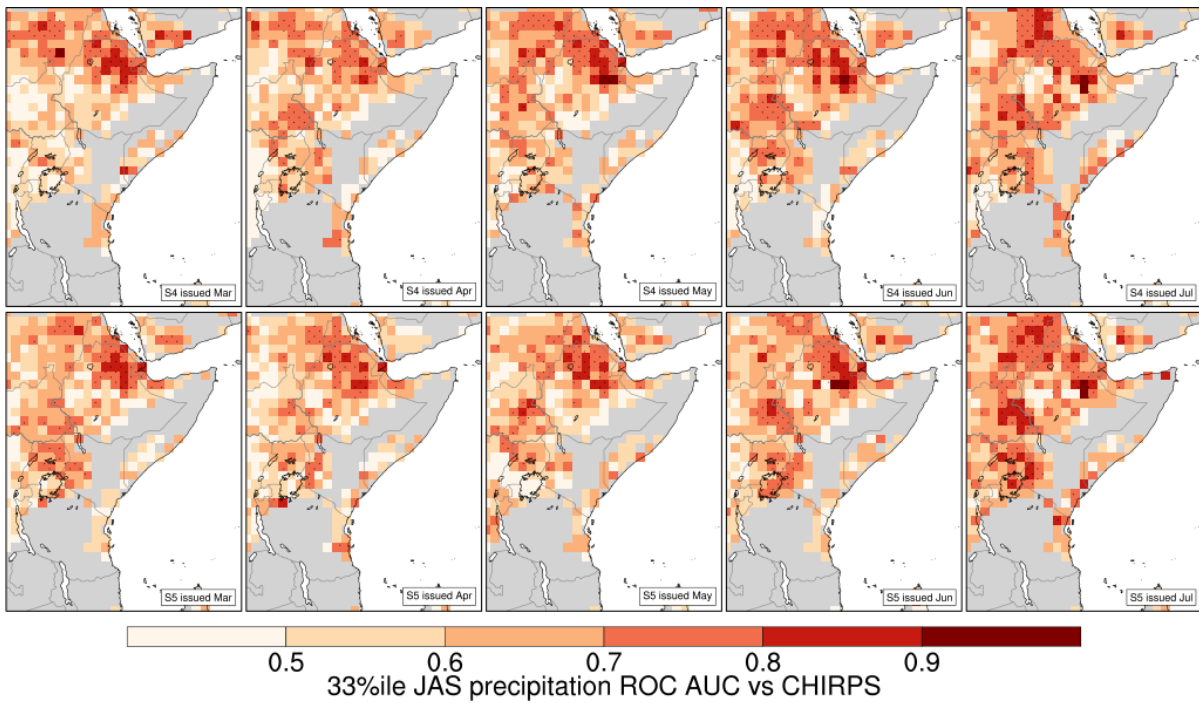 S4 issued Mar
S4 issued Apr
S4 issued May
S4 issued Jun
S4 issued Jul
S5 issued Mar
S5 issued Apr
S5 issued May
S5 issued Jun
S5 issued Jul
0.5 0.6 0.7 0.8 0.9
33%ile JAS precipitation ROC AUC vs CHIRPS